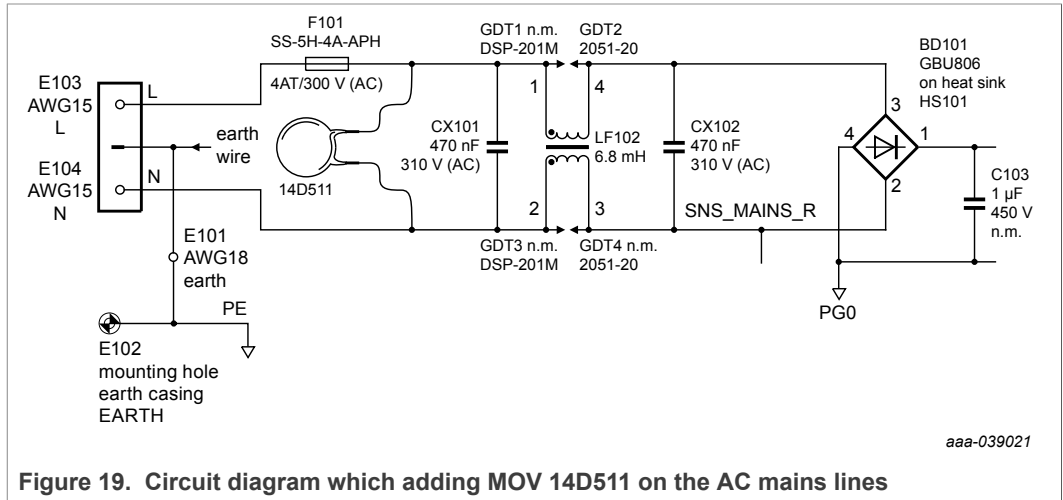 F101
SS-5H-4A-APH
4AT/300 V (AC)
GDT1 n.m.
DSP-201M
GDT2
2051-20
BD101
GBU806
on heat sink
HS101
E103
AWG15
L
L
earth
wire
14D511
CX101
470 nF
310 V (AC)
1
4
LF102
6.8 mH
2
3
CX102
470 nF
310 V (AC)
3
4
1
2
C103
1 µF
450 V
n.m.
E104
AWG15
N
N
SNS_MAINS_R
GDT3 n.m.
DSP-201M
GDT4 n.m.
2051-20
E101
AWG18
earth
PE
PG0
E102
mounting hole
earth casing
EARTH
aaa-039021
Figure 19. Circuit diagram which adding MOV 14D511 on the AC mains lines